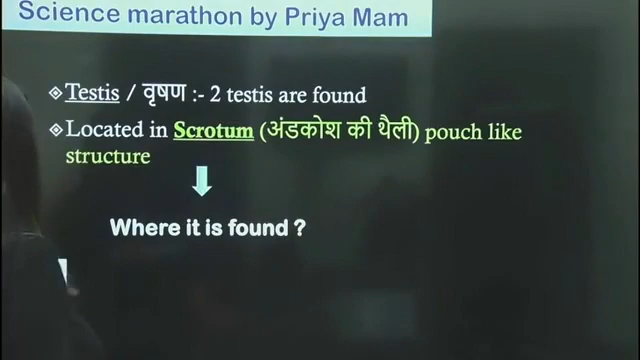 Science marathon by Priya Mam
Testis / वृषण :- 2 testis are found
Located in Scrotum (अंडकोश की थैली) pouch like
structure
Where it is found ?